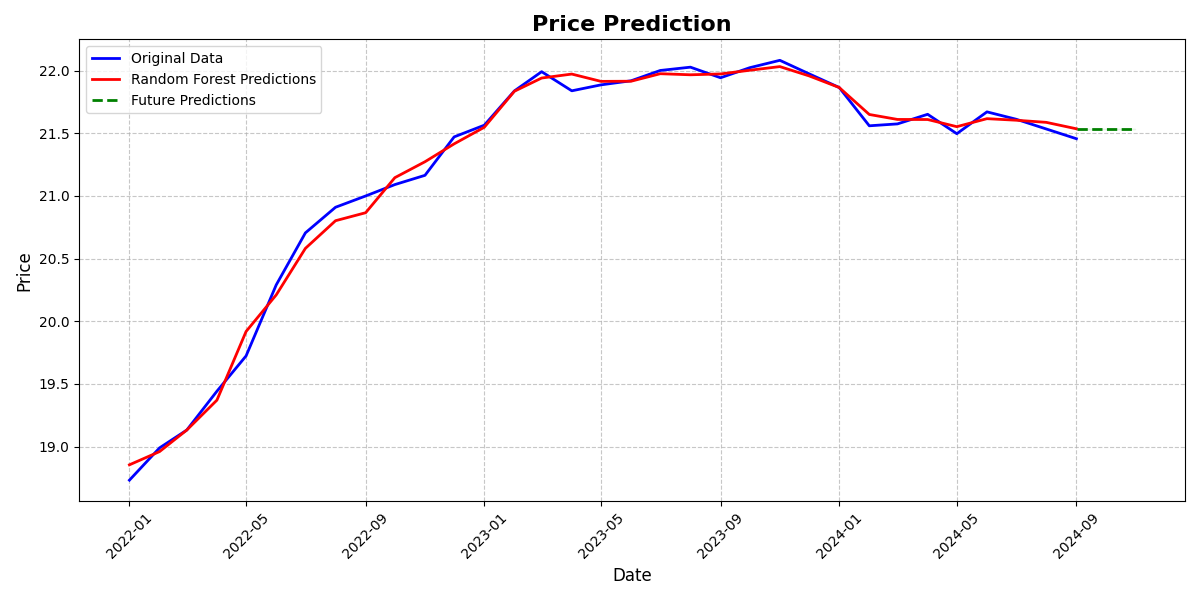 Price Prediction
Original Data
Random Forest Predictions
Future Predictions
22.0
21.5
21.0
20.5
20.0
19.5
19.0
Price
2022-01
2022-05
2022-09
2023-01
2023-05
2023-09
2024-01
2024-05
2024-09
Date